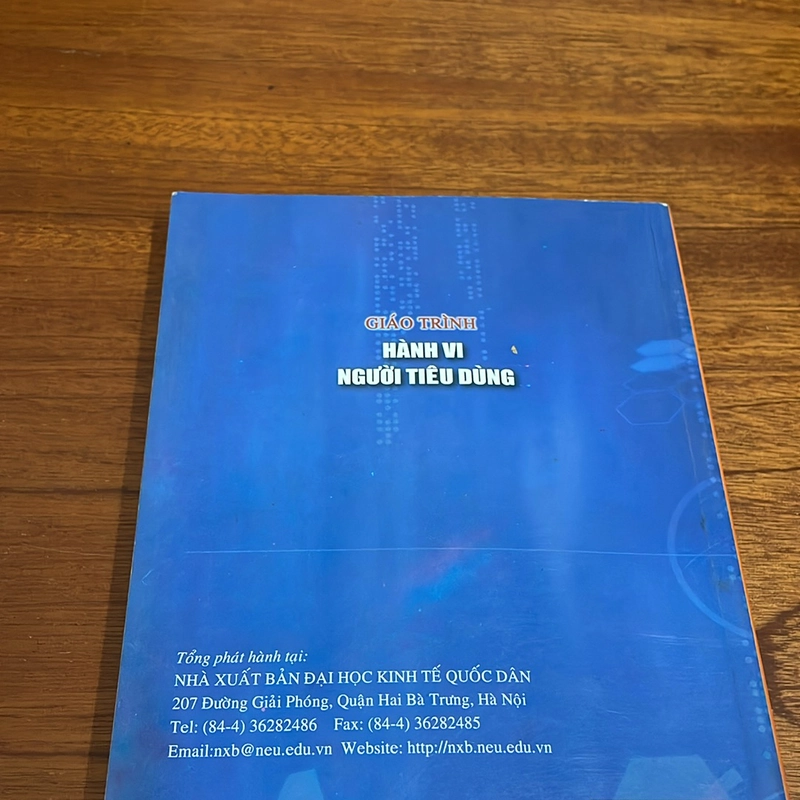 GIÁO TRÌNH
HÀNH VI
NGƯỜI TIÊU DÙNG
Tổng phát hành tại:
NHÀ XUẤT BẢN ĐẠI HỌC KINH TẾ QUỐC DÂN
207 Đường Giải Phóng, Quận Hai Bà Trưng, Hà Nội
Tel: (84-4) 36282486 Fax: (84-4) 36282485
Email:nxb@neu.edu.vn Website: http://nxb.neu.edu.vn